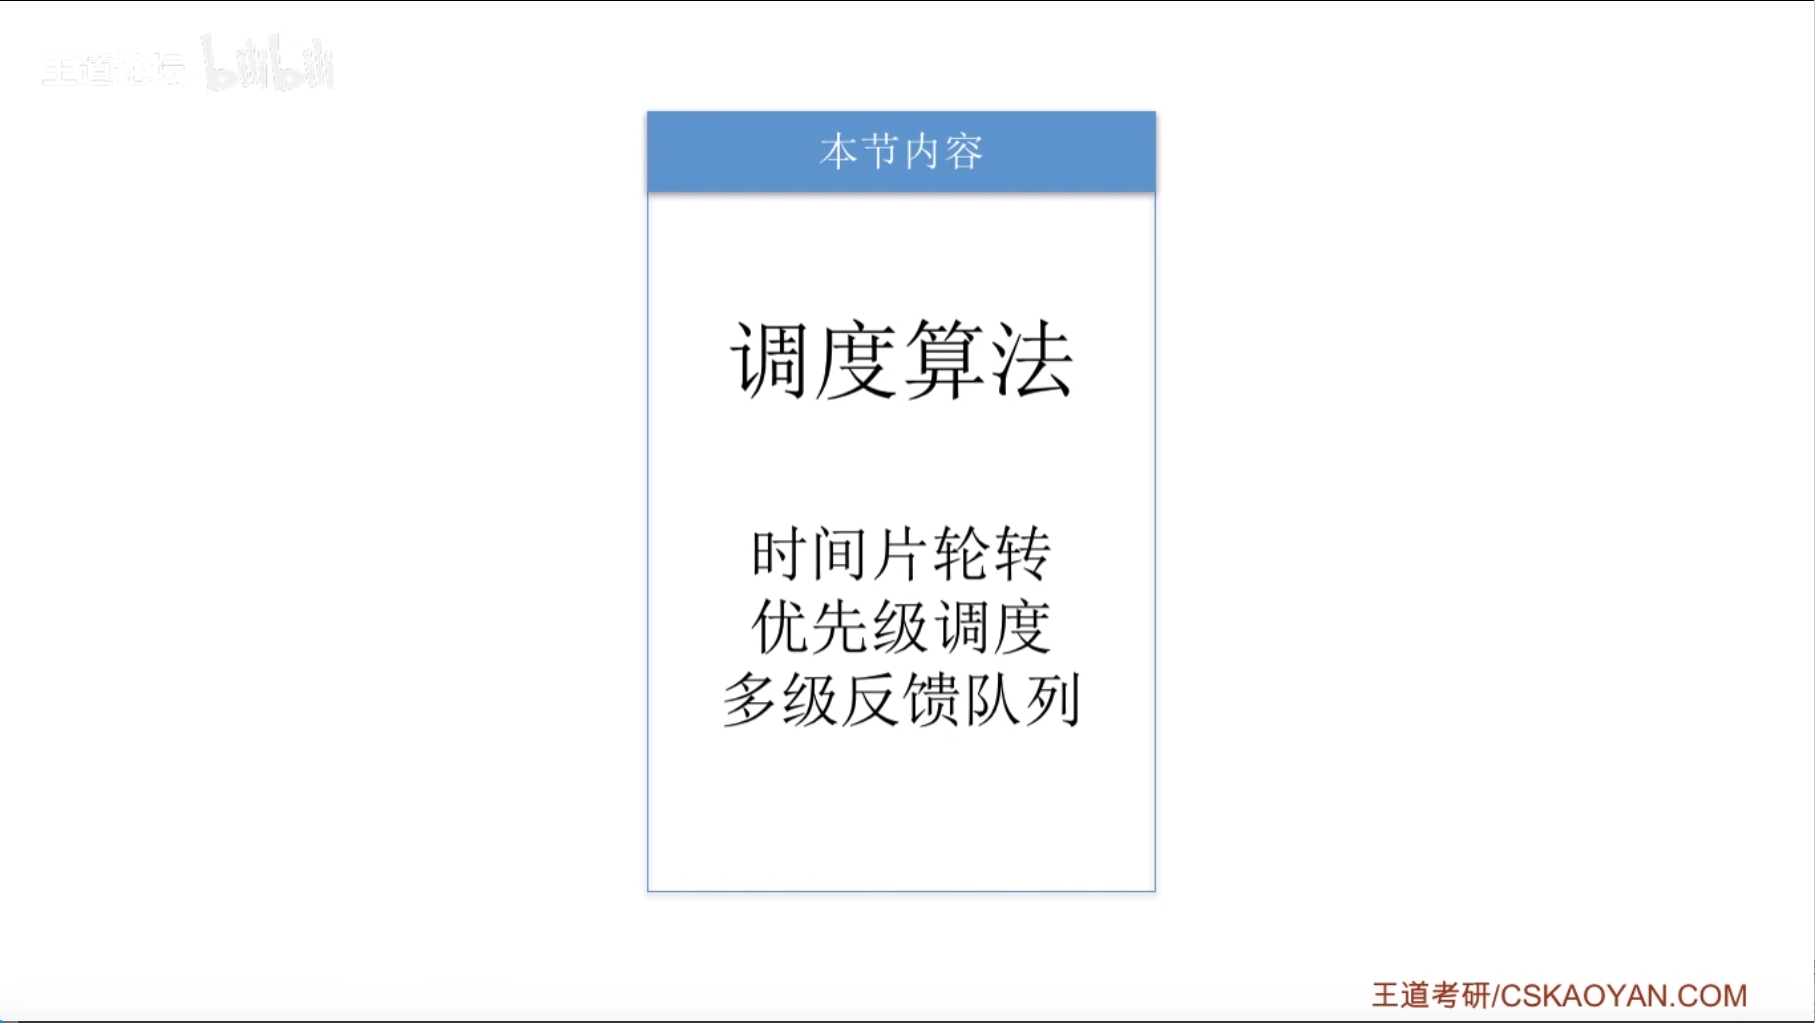 王道论坛 bilibili
本节内容
调度算法
时间片轮转
优先级调度
多级反馈队列
王道考研/CSKAOYAN.COM